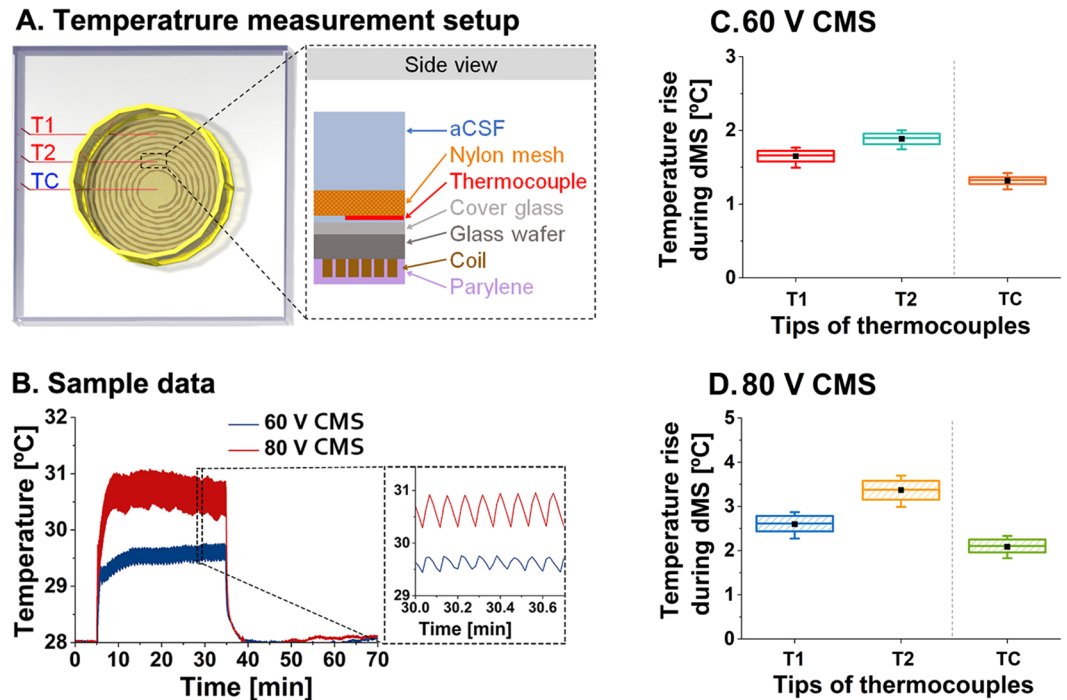 A. Temperatrure measurement setup
T1
T2
TC
Side view
aCSF
Nylon mesh
Thermocouple
Cover glass
Glass wafer
Coil
Parylene
B. Sample data
Temperature [ºC]
32
31
30
29
28
60 V CMS
80 V CMS
0 10 20 30 40 50 60 70
Time [min]
31
30
29
30.0 30.2 30.4 30.6
Time [min]
C. 60 V CMS
Temperature rise
during dMS [ºC]
3
2
1
0
T1 T2 TC
Tips of thermocouples
D. 80 V CMS
Temperature rise
during dMS [ºC]
5
4
3
2
1
0
T1 T2 TC
Tips of thermocouples